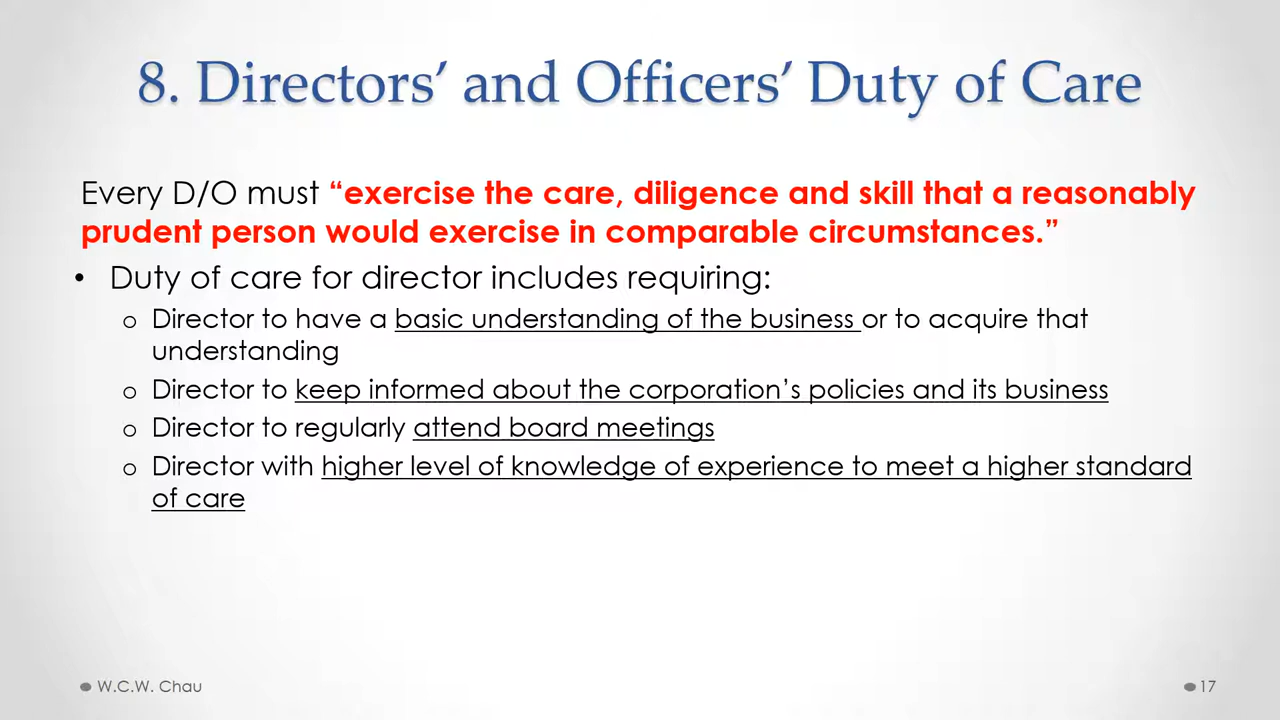 8. Directors’ and Officers’ Duty of Care
Every D/O must “exercise the care, diligence and skill that a reasonably
prudent person would exercise in comparable circumstances.”
• Duty of care for director includes requiring:
o Director to have a basic understanding of the business or to acquire that
understanding
o Director to keep informed about the corporation’s policies and its business
o Director to regularly attend board meetings
o Director with higher level of knowledge of experience to meet a higher standard
of care
W.C.W. Chau
17